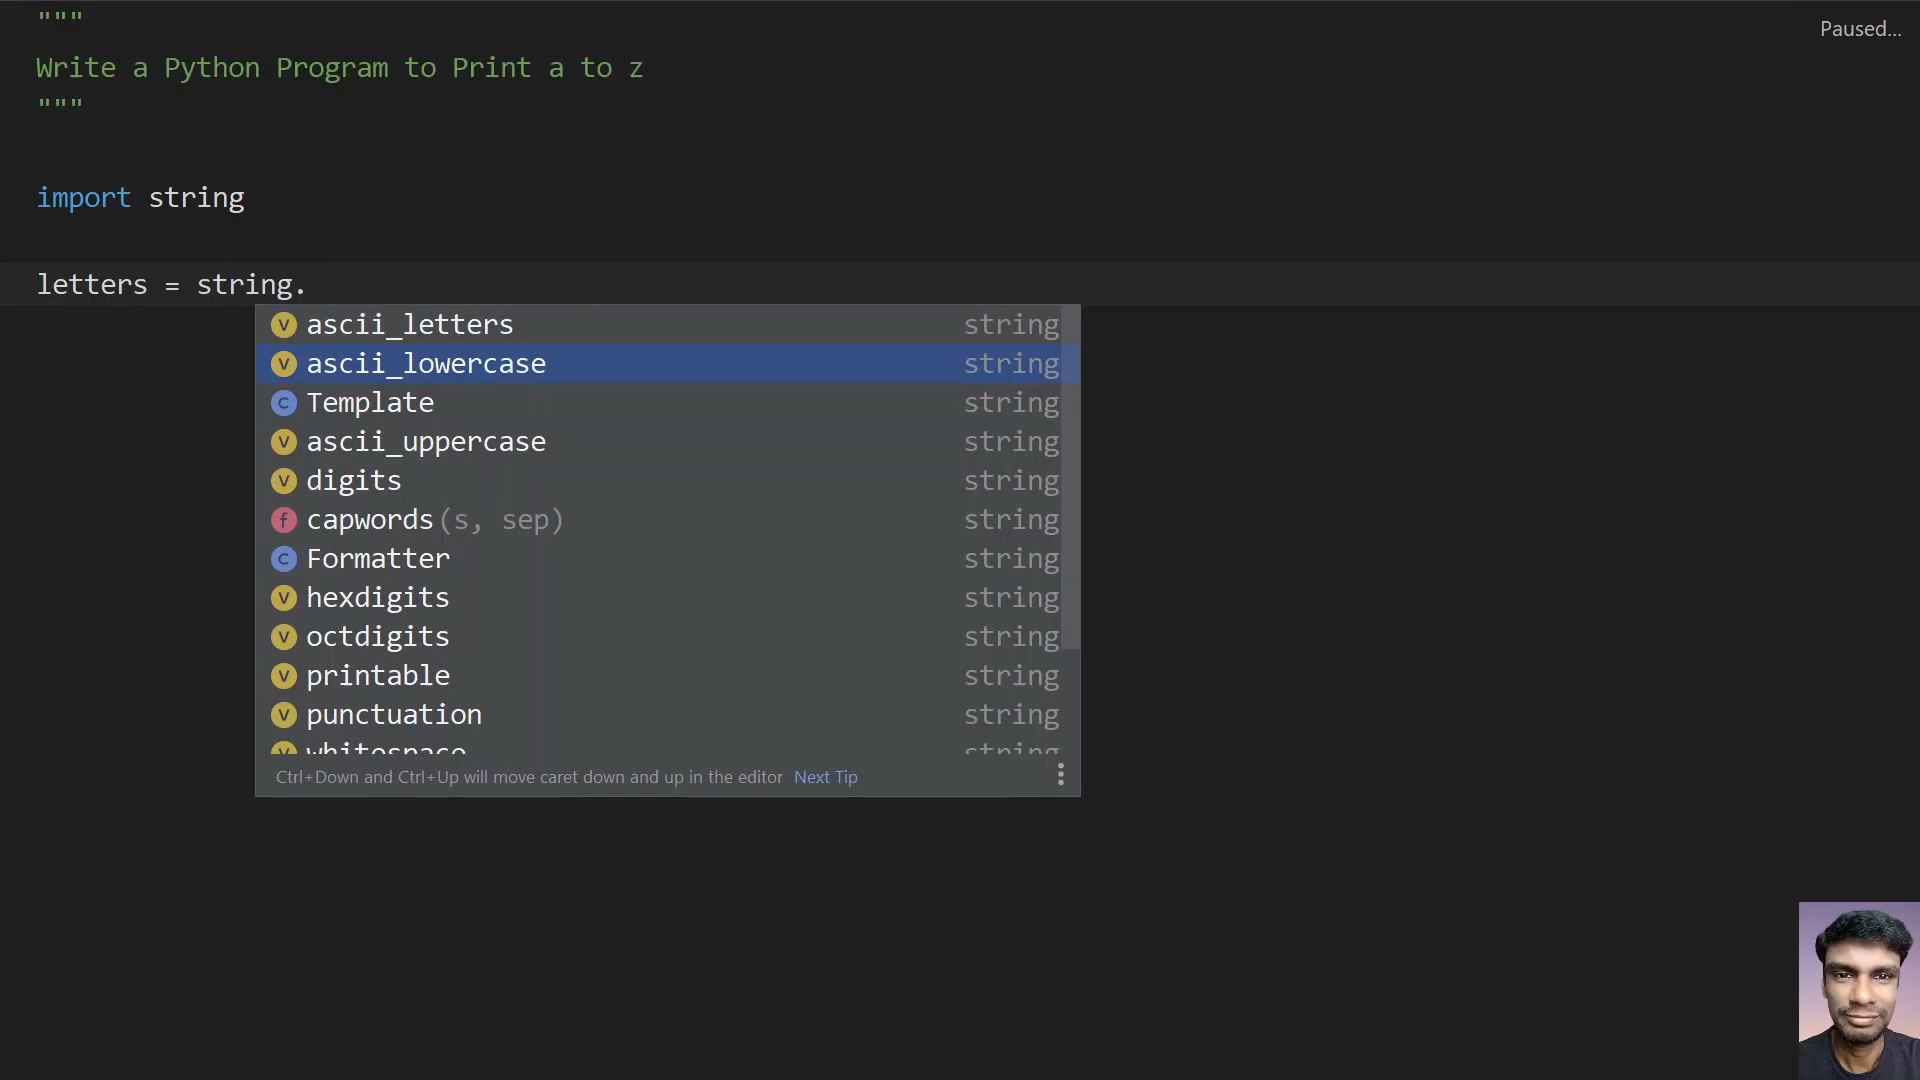 """
Paused...
Write a Python Program to Print a to z
"""
import string
letters = string.
V ascii_letters string
V ascii_lowercase string
C Template string
V ascii_uppercase string
V digits string
f capwords(s, sep) string
C Formatter string
V hexdigits string
V octdigits string
V printable string
V punctuation string
V whitespace string
Ctrl+Down and Ctrl+Up will move caret down and up in the editor Next Tip